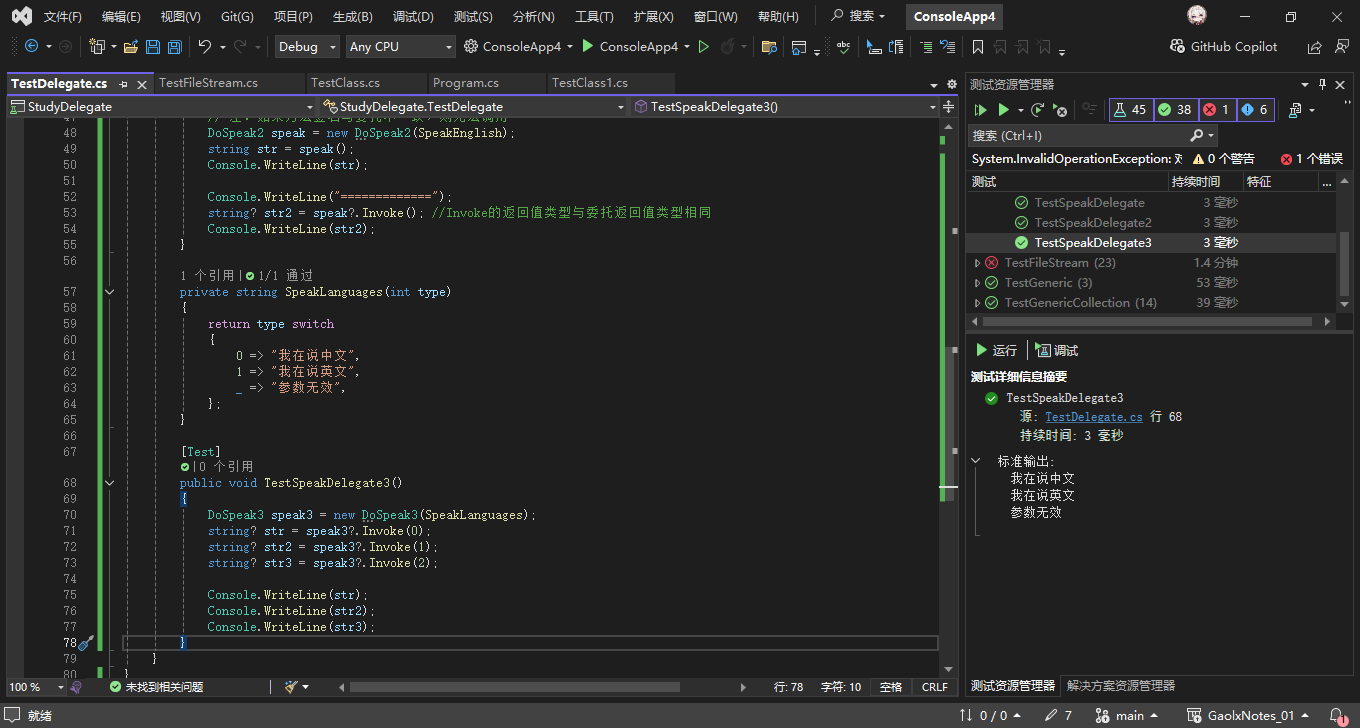 文件(F) 编辑(E) 视图(V) Git(G) 项目(P) 生成(B) 调试(D) 测试(S) 分析(N) 工具(T) 扩展(X) 窗口(W) 帮助(H) 搜索 ConsoleApp4
Debug Any CPU ConsoleApp4 ConsoleApp4 GitHub Copilot
TestDelegate.cs TestFileStream.cs TestClass.cs Program.cs TestClass1.cs
StudyDelegate StudyDelegate.TestDelegate TestSpeakDelegate3()
48 DoSpeak2 speak = new DoSpeak2(SpeakEnglish);
49 string str = speak();
50 Console.WriteLine(str);
51
52 Console.WriteLine("=============");
53 string? str2 = speak?.Invoke(); //Invoke的返回值类型与委托返回值类型相同
54 Console.WriteLine(str2);
55 }
56
1 个引用 | 1/1 通过
57 private string SpeakLanguages(int type)
58 {
59 return type switch
60 {
61 0 => "我在说中文",
62 1 => "我在说英文",
63 _ => "参数无效",
64 };
65 }
66
67 [Test]
| 0 个引用
68 public void TestSpeakDelegate3()
69 {
70 DoSpeak3 speak3 = new DoSpeak3(SpeakLanguages);
71 string? str = speak3?.Invoke(0);
72 string? str2 = speak3?.Invoke(1);
73 string? str3 = speak3?.Invoke(2);
74
75 Console.WriteLine(str);
76 Console.WriteLine(str2);
77 Console.WriteLine(str3);
78 }
79 }
80 }
100 % 未找到相关问题 行: 78 字符: 10 空格 CRLF
测试资源管理器
45 38 1 6
搜索 (Ctrl+I)
System.InvalidOperationException: 0 个警告 1 个错误
测试 持续时间 特征 ...
TestSpeakDelegate 3 毫秒
TestSpeakDelegate2 3 毫秒
TestSpeakDelegate3 3 毫秒
TestFileStream (23) 1.4 分钟
TestGeneric (3) 53 毫秒
TestGenericCollection (14) 39 毫秒
运行 调试
测试详细信息摘要
TestSpeakDelegate3
源: TestDelegate.cs 行 68
持续时间: 3 毫秒
标准输出:
我在说中文
我在说英文
参数无效
测试资源管理器 解决方案资源管理器
就绪 0 / 0 7 main GaolxNotes_01 1